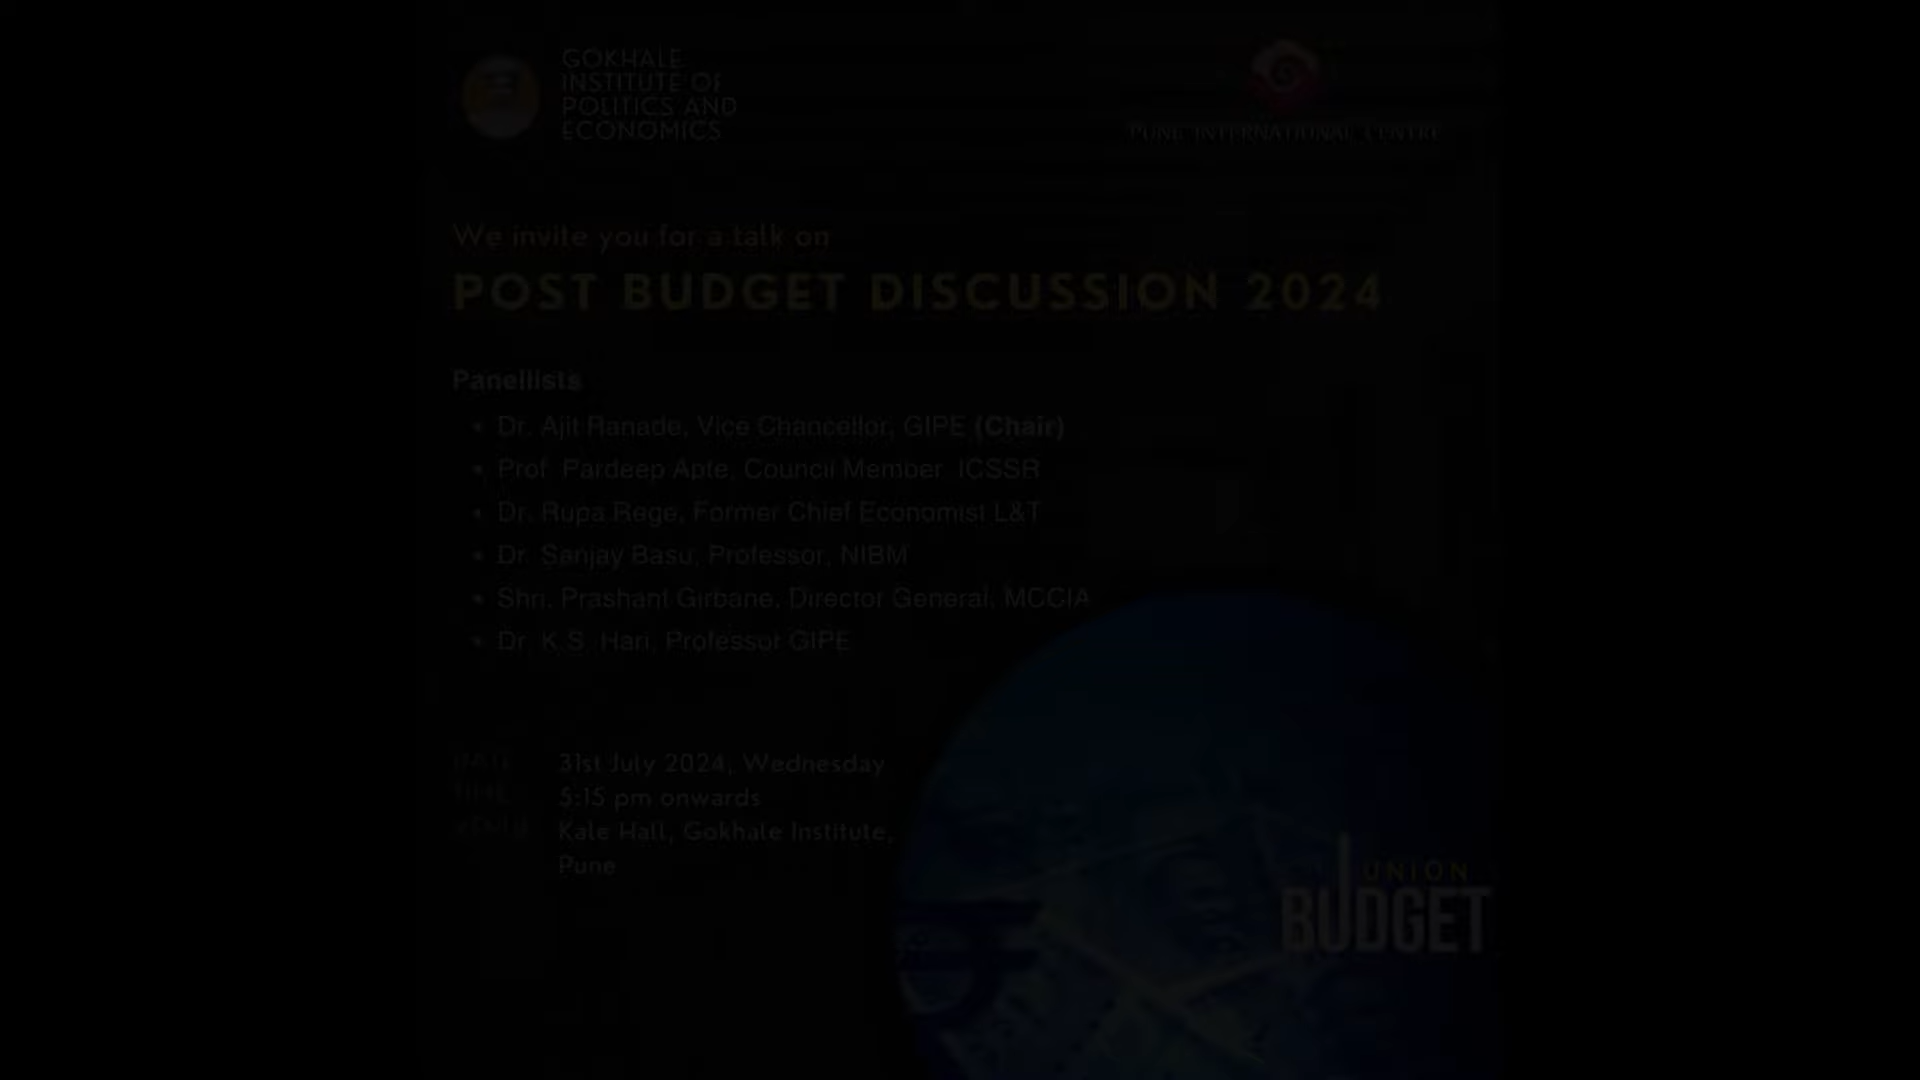 GOKHALE
INSTITUTE OF
POLITICS AND
ECONOMICS
PUNE INTERNATIONAL CENTRE
We invite you for a talk on
POST BUDGET DISCUSSION 2024
Panellists
• Dr. Ajit Ranade, Vice Chancellor, GIPE (Chair)
• Prof. Pardeep Apte, Council Member, ICSSR
• Dr. Rupa Rege, Former Chief Economist L&T
• Dr. Sanjay Basu, Professor, NIBM
• Shri. Prashant Girbane, Director General, MCCIA
• Dr. K.S. Hari, Professor GIPE
DATE 31st July 2024, Wednesday
TIME 5:15 pm onwards
VENUE Kale Hall, Gokhale Institute,
Pune
UNION
BUDGET